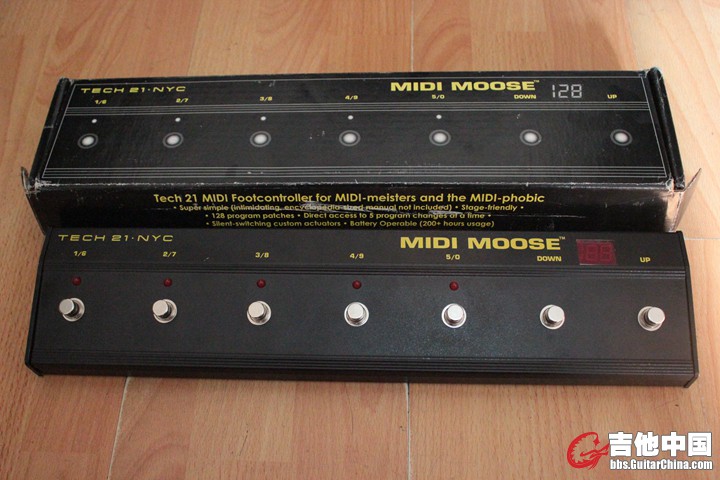 TECH 21·NYC
MIDI MOOSE™
1/6 2/7 3/8 4/9 5/0 DOWN 128 UP
Tech 21 MIDI Footcontroller for MIDI-meisters and the MIDI-phobic
• Super simple (intimidating, encyclopedia-sized manual not included) • Stage-friendly •
• 128 program patches • Direct access to 5 program changes at a time •
• Silent-switching custom actuators • Battery Operable (200+ hours usage)
TECH 21·NYC
MIDI MOOSE™
1/6 2/7 3/8 4/9 5/0 DOWN UP
吉他中国
bbs.GuitarChina.com